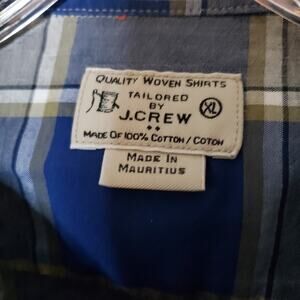 QUALITY WOVEN SHIRTS
TAILORED
BY
J.CREW
XL
MADE OF 100% COTTON / COTON
MADE IN
MAURITIUS